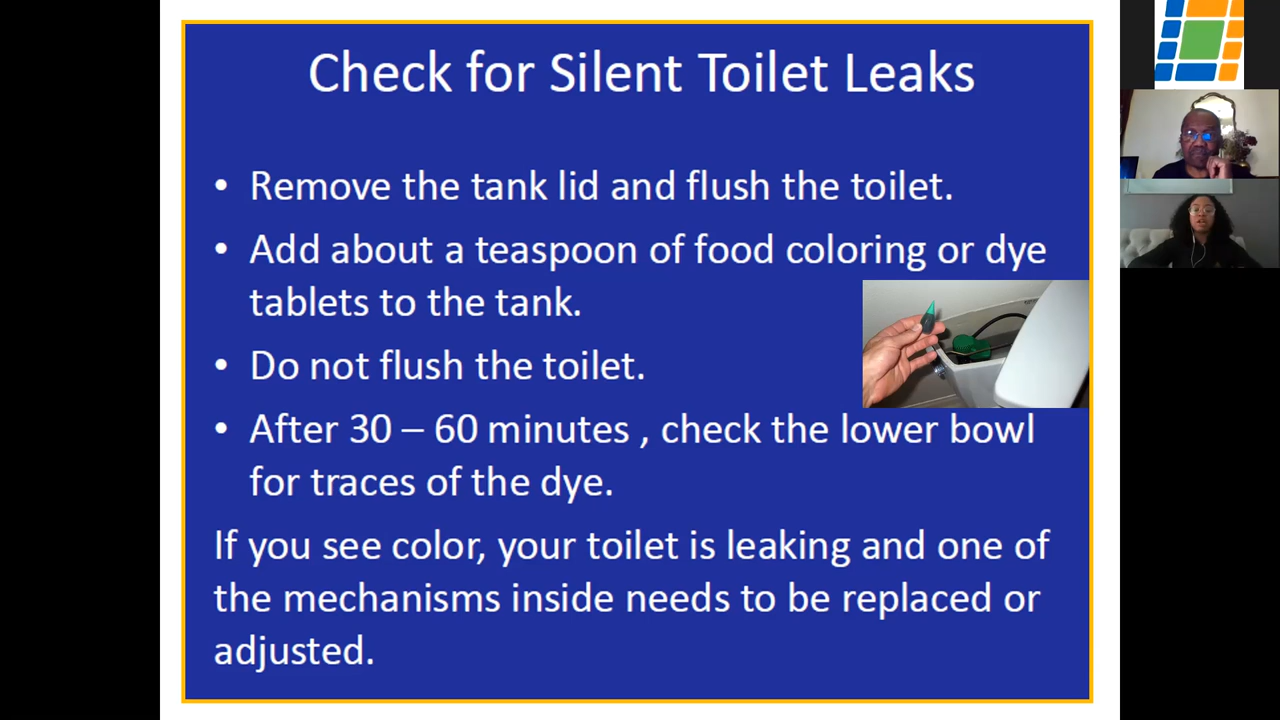 Check for Silent Toilet Leaks
• Remove the tank lid and flush the toilet.
• Add about a teaspoon of food coloring or dye
tablets to the tank.
• Do not flush the toilet.
• After 30 – 60 minutes , check the lower bowl
for traces of the dye.
If you see color, your toilet is leaking and one of
the mechanisms inside needs to be replaced or
adjusted.